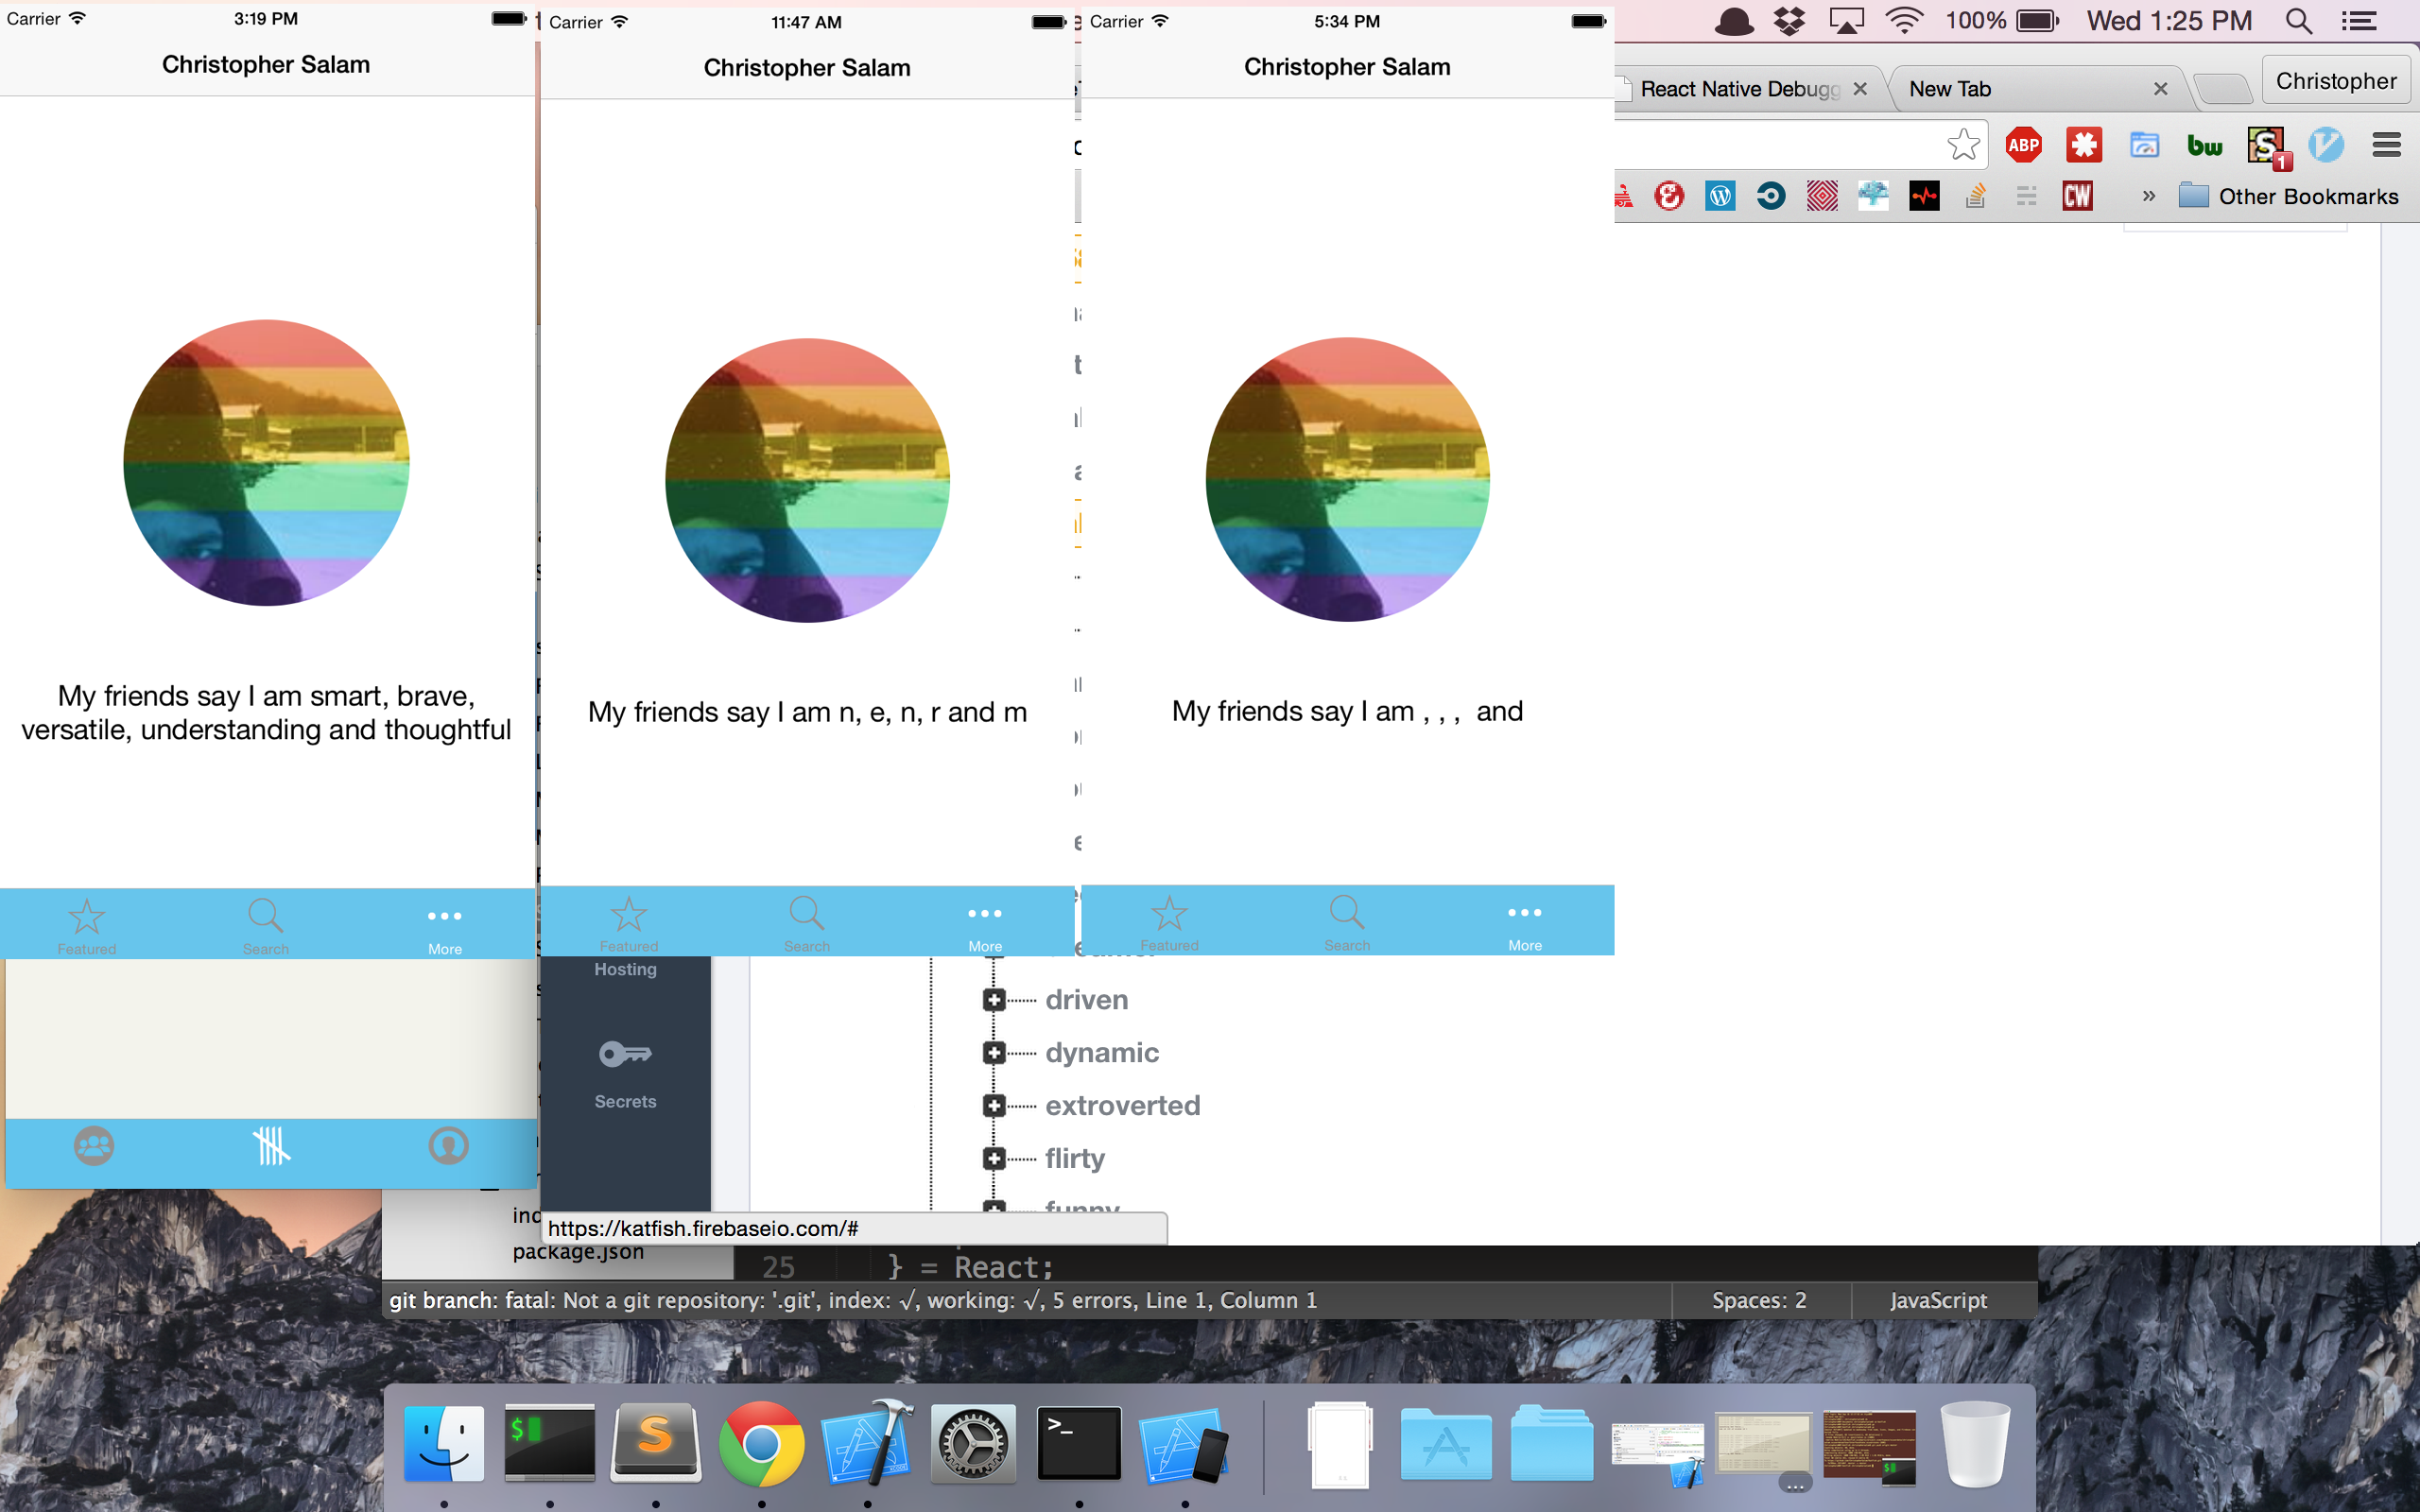 Carrier 3:19 PM
Christopher Salam
My friends say I am smart, brave,
versatile, understanding and thoughtful
Featured Search More
Carrier 11:47 AM
Christopher Salam
My friends say I am n, e, n, r and m
Featured Search More
Carrier 5:34 PM
Christopher Salam
My friends say I am , , ,  and
Featured Search More
100% Wed 1:25 PM
React Native Debugg New Tab Christopher
ABP bw S 1
CW » Other Bookmarks
Hosting
Secrets
driven
dynamic
extroverted
flirty
funny
https://katfish.firebaseio.com/#
ind
package.json
25 } = React;
git branch: fatal: Not a git repository: '.git', index: √, working: √, 5 errors, Line 1, Column 1 Spaces: 2 JavaScript